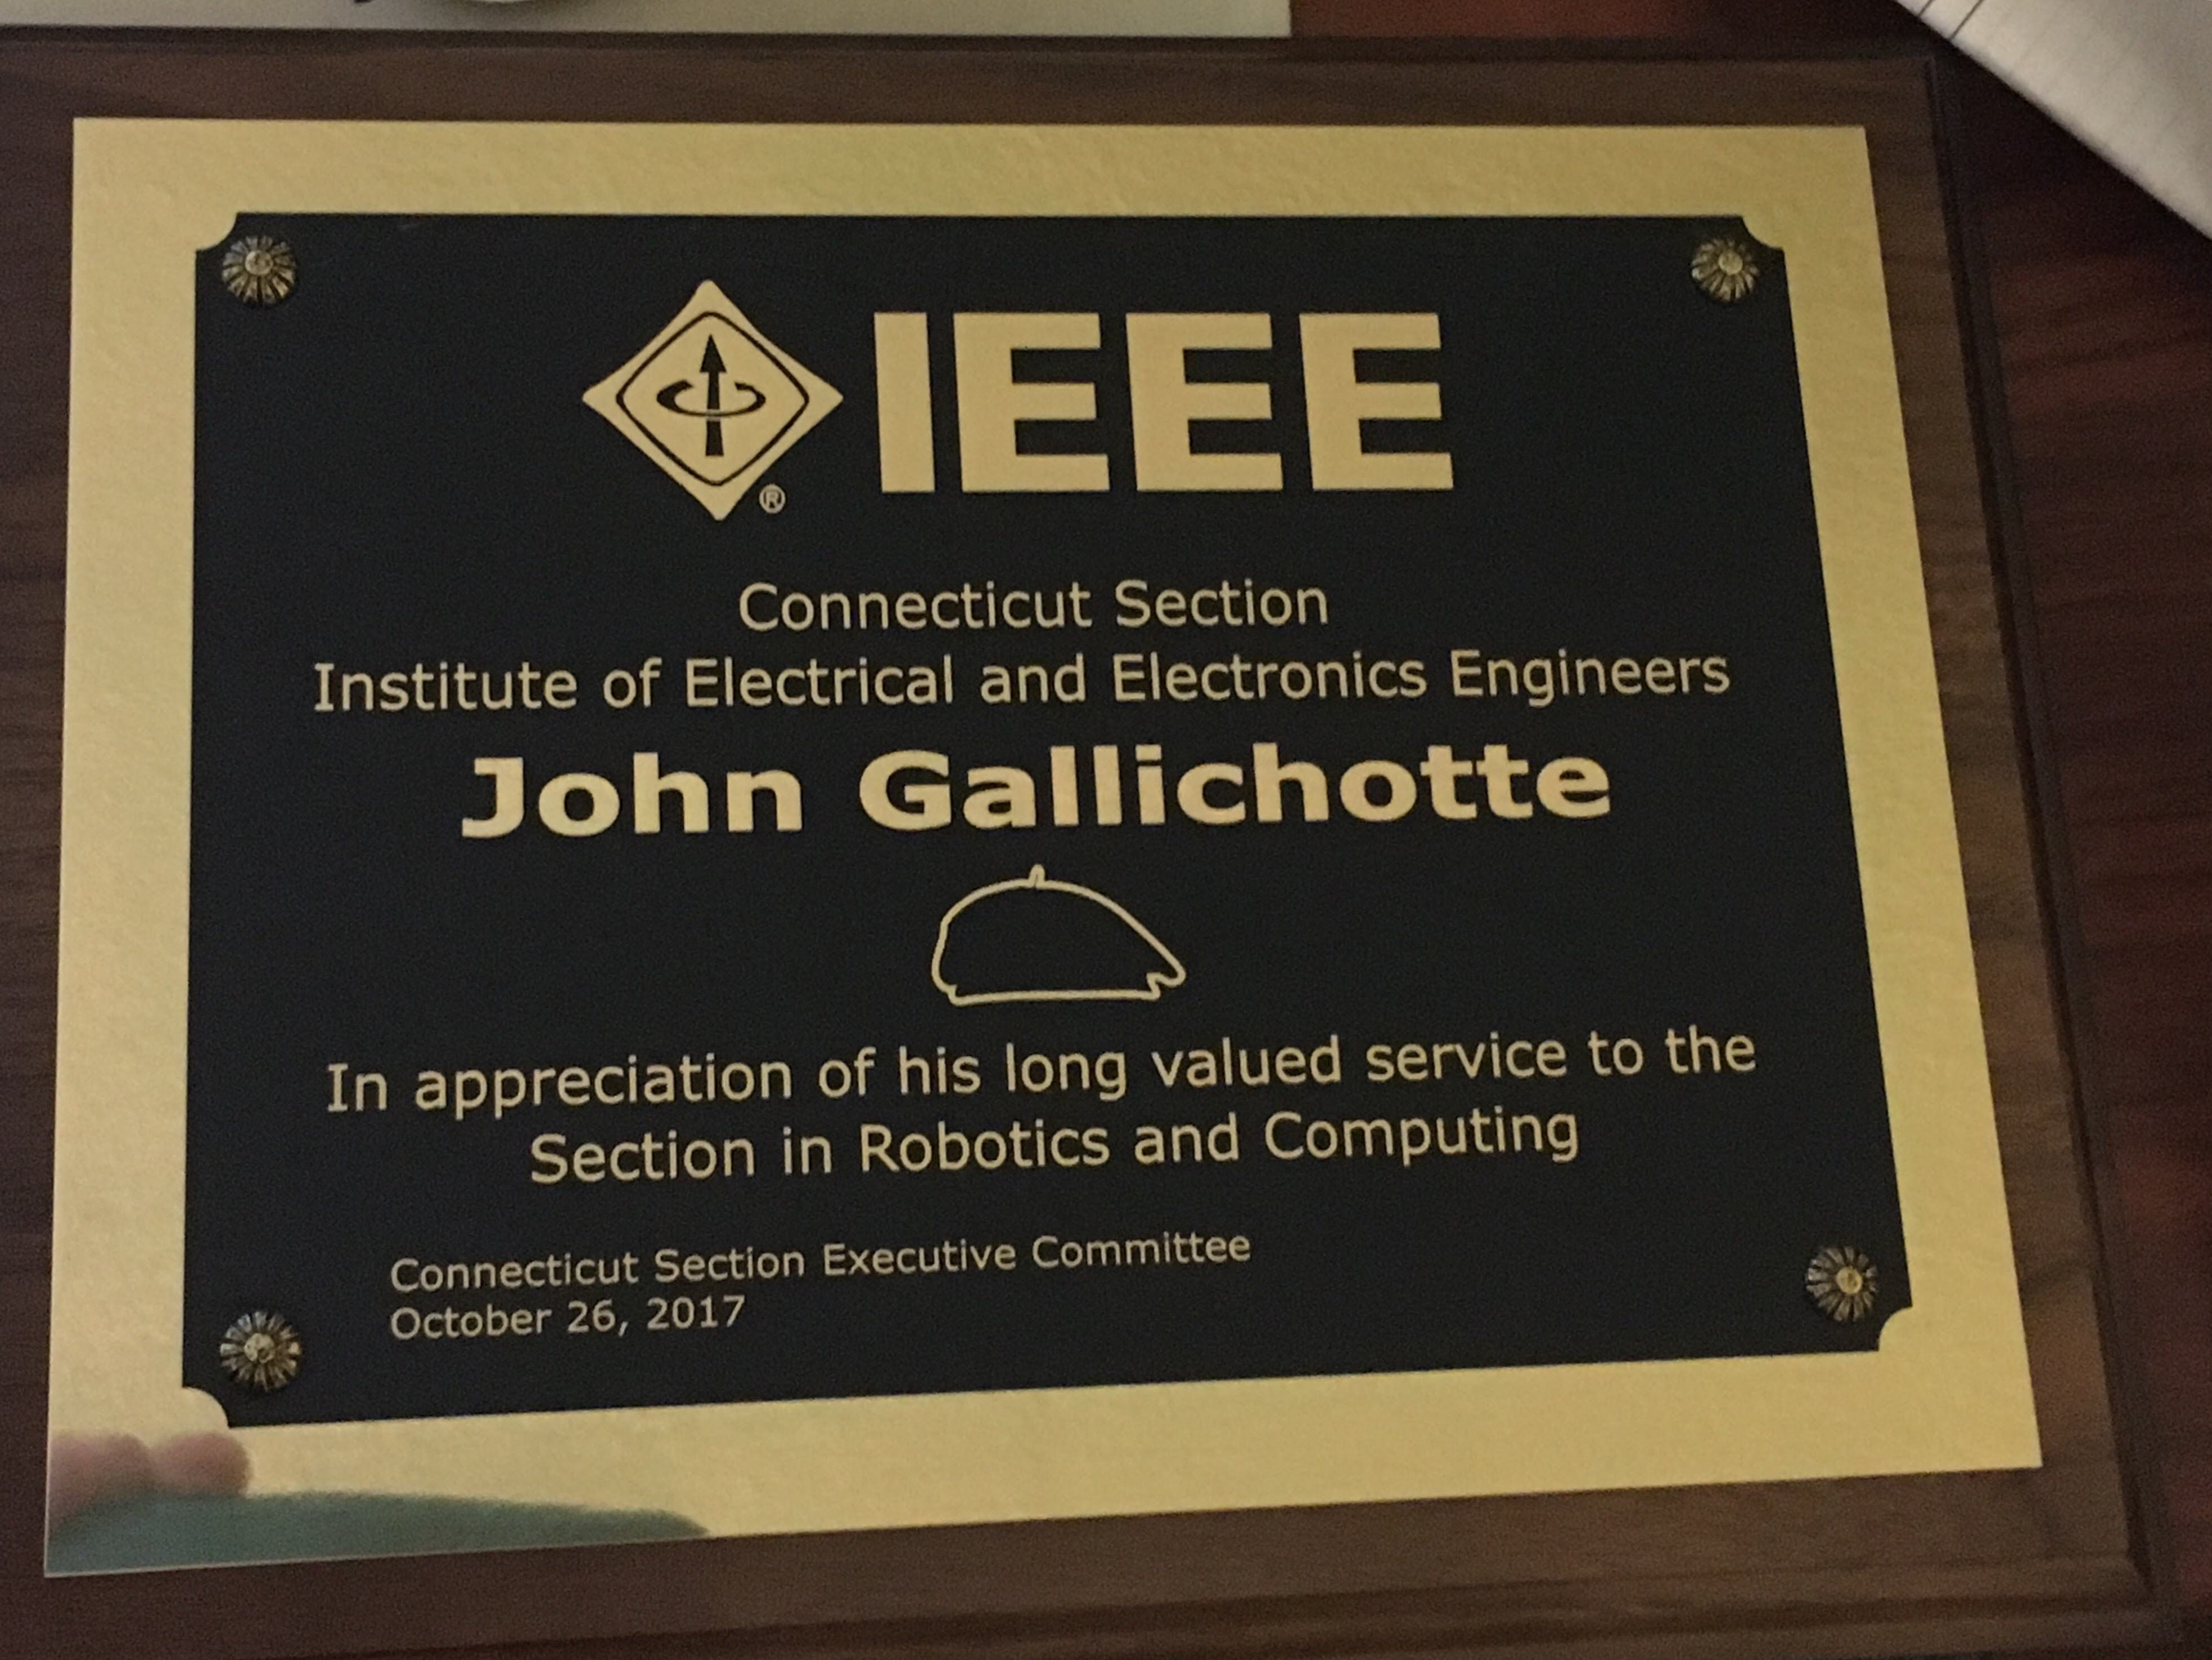 IEEE
®
Connecticut Section
Institute of Electrical and Electronics Engineers
John Gallichotte
In appreciation of his long valued service to the
Section in Robotics and Computing
Connecticut Section Executive Committee
October 26, 2017